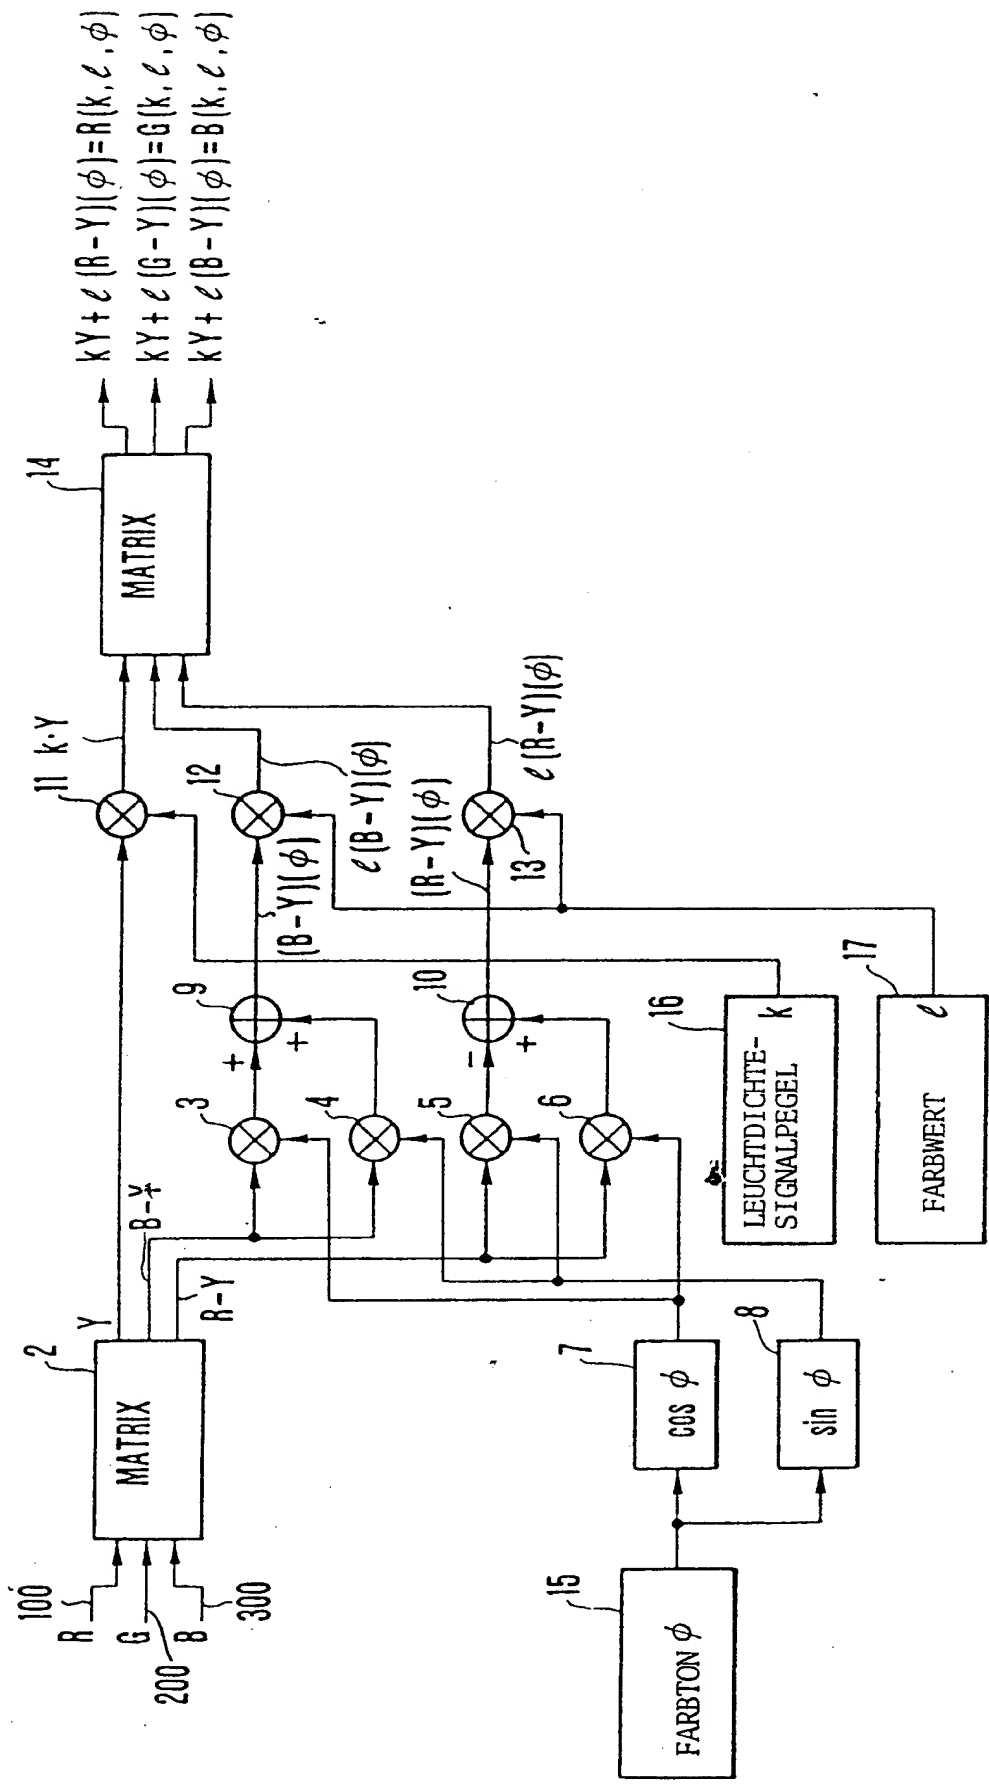 R 100
G
200
B 300
2
MATRIX
Y
B-Y
R-Y
3
4
5
6
+
+
-
+
9
10
(B-Y)(ϕ)
(R-Y)(ϕ)
11 k·Y
12
ℓ(B-Y)(ϕ)
13
ℓ(R-Y)(ϕ)
14
MATRIX
kY+ℓ(R-Y)(ϕ)=R(k,ℓ,ϕ)
kY+ℓ(G-Y)(ϕ)=G(k,ℓ,ϕ)
kY+ℓ(B-Y)(ϕ)=B(k,ℓ,ϕ)
15
FARBTON ϕ
7
cos ϕ
8
sin ϕ
16
LEUCHTDICHTE-
SIGNALPEGEL k
17
FARBWERT ℓ